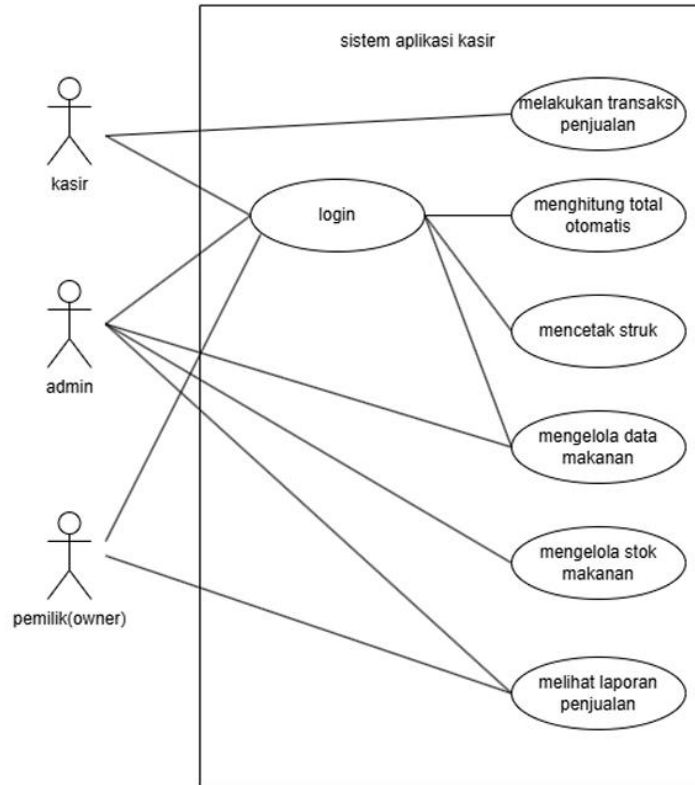 sistem aplikasi kasir
melakukan transaksi
penjualan
kasir
login
menghitung total
otomatis
admin
mencetak struk
mengelola data
makanan
mengelola stok
makanan
pemilik(owner)
melihat laporan
penjualan